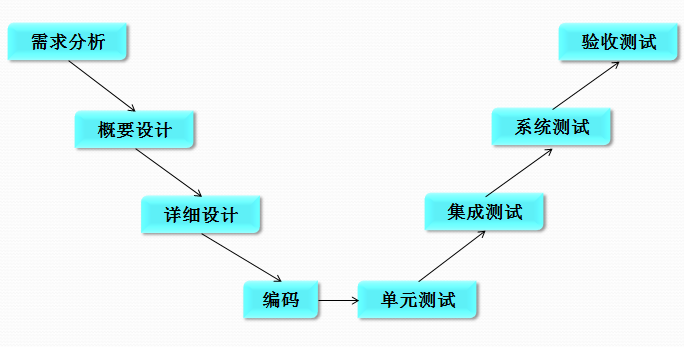 需求分析
概要设计
详细设计
编码
单元测试
集成测试
系统测试
验收测试